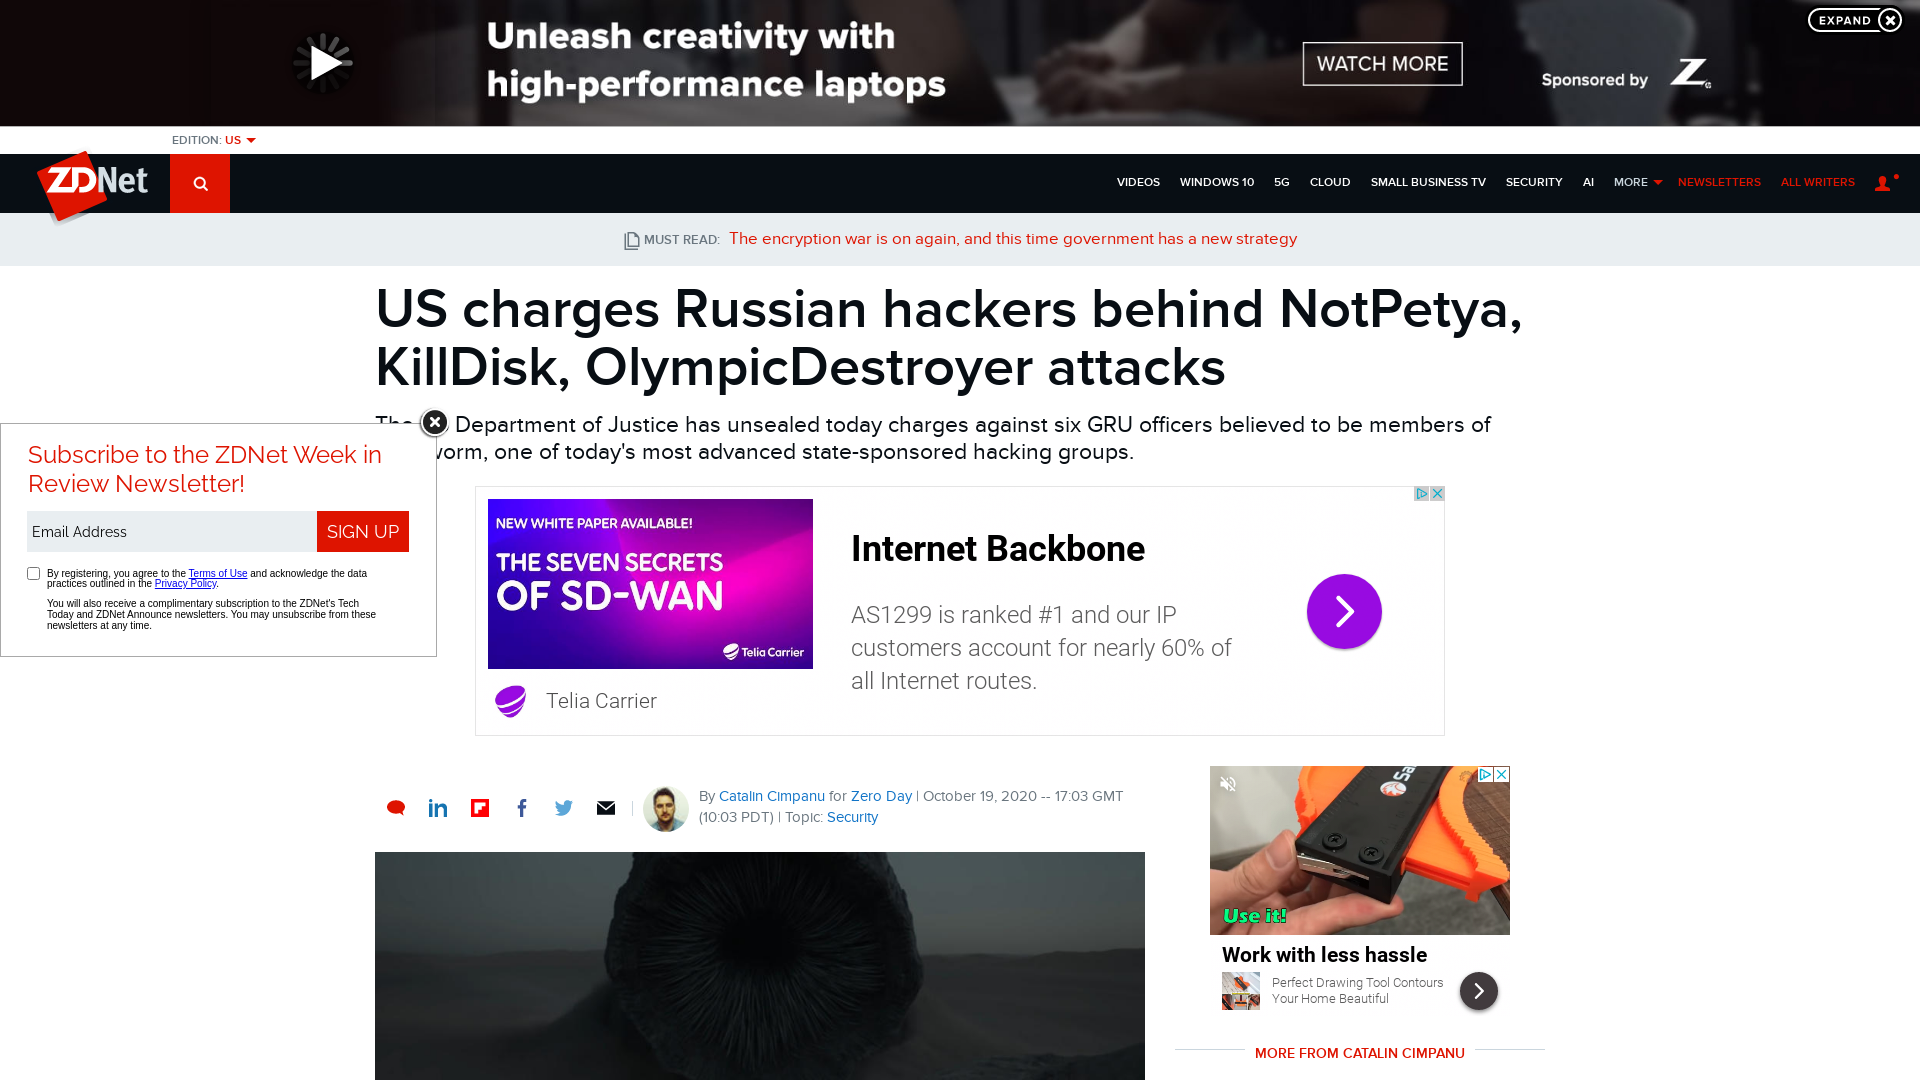 Unleash creativity with
high-performance laptops
WATCH MORE
Sponsored by
EXPAND
EDITION: US
ZDNet
VIDEOS WINDOWS 10 5G CLOUD SMALL BUSINESS TV SECURITY AI MORE NEWSLETTERS ALL WRITERS
MUST READ: The encryption war is on again, and this time government has a new strategy
US charges Russian hackers behind NotPetya,
KillDisk, OlympicDestroyer attacks
Department of Justice has unsealed today charges against six GRU officers believed to be members of
one of today's most advanced state-sponsored hacking groups.
Subscribe to the ZDNet Week in
Review Newsletter!
Email Address
SIGN UP
By registering, you agree to the Terms of Use and acknowledge the data
practices outlined in the Privacy Policy.
You will also receive a complimentary subscription to the ZDNet's Tech
Today and ZDNet Announce newsletters. You may unsubscribe from these
newsletters at any time.
NEW WHITE PAPER AVAILABLE!
THE SEVEN SECRETS
OF SD-WAN
Telia Carrier
Telia Carrier
Internet Backbone
AS1299 is ranked #1 and our IP
customers account for nearly 60% of
all Internet routes.
By Catalin Cimpanu for Zero Day | October 19, 2020 -- 17:03 GMT
(10:03 PDT) | Topic: Security
Use it!
Work with less hassle
Perfect Drawing Tool Contours
Your Home Beautiful
MORE FROM CATALIN CIMPANU